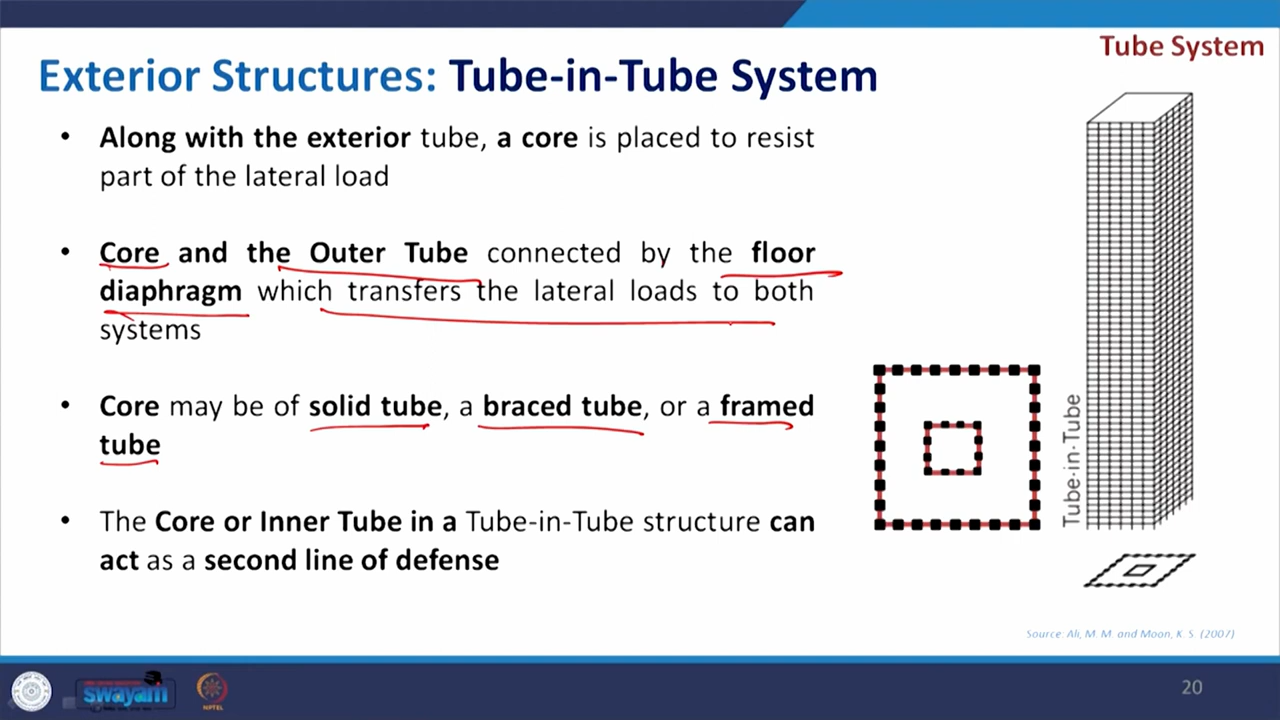 Tube System
Exterior Structures: Tube-in-Tube System
• Along with the exterior tube, a core is placed to resist
part of the lateral load
• Core and the Outer Tube connected by the floor
diaphragm which transfers the lateral loads to both
systems
• Core may be of solid tube, a braced tube, or a framed
tube
• The Core or Inner Tube in a Tube-in-Tube structure can
act as a second line of defense
Tube-in-Tube
Source: Ali, M. M. and Moon, K. S. (2007)
swayam
NPTEL
20